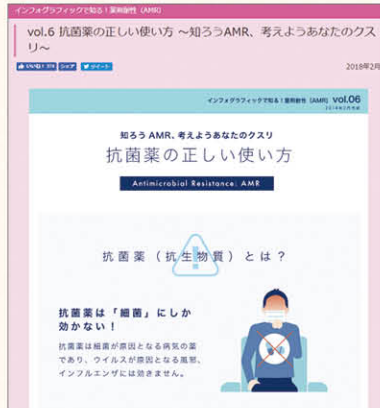 インフォグラフィックで知る！薬剤耐性（AMR）
vol.6 抗菌薬の正しい使い方 ～知ろうAMR、考えようあなたのクス
リ～
シェア
ツイート
2018年2月
インフォグラフィックで知る！薬剤耐性（AMR） VOL.06
知ろう AMR、考えようあなたのクスリ
抗菌薬の正しい使い方
Antimicrobial Resistance: AMR
抗菌薬（抗生物質）とは？
抗菌薬は「細菌」にしか
効かない！
抗菌薬は細菌が原因となる病気の薬
であり、ウイルスが原因となる風邪、
インフルエンザには効きません。